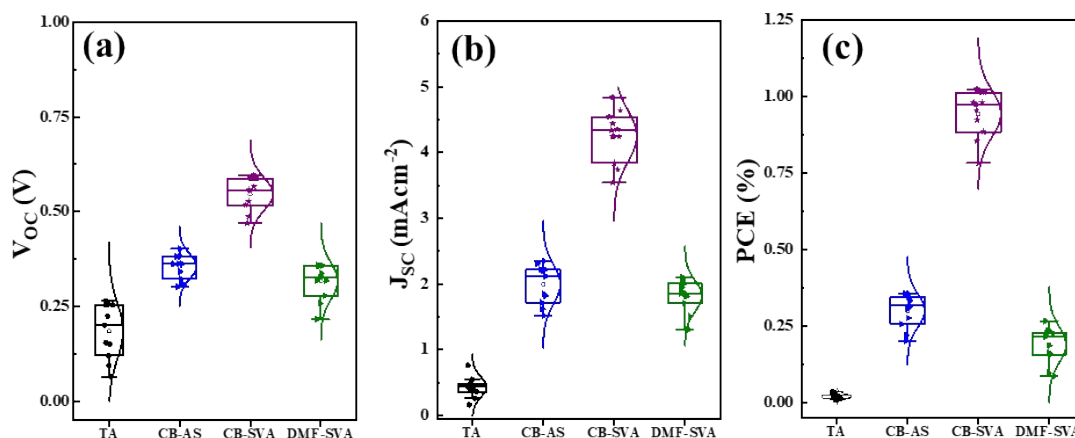 (a)
V_OC (V)
1.00
0.75
0.50
0.25
0.00
TA CB-AS CB-SVA DMF-SVA
(b)
J_SC (mAcm⁻²)
6
5
4
3
2
1
0
TA CB-AS CB-SVA DMF-SVA
(c)
PCE (%)
1.25
1.00
0.75
0.50
0.25
0.00
TA CB-AS CB-SVA DMF-SVA